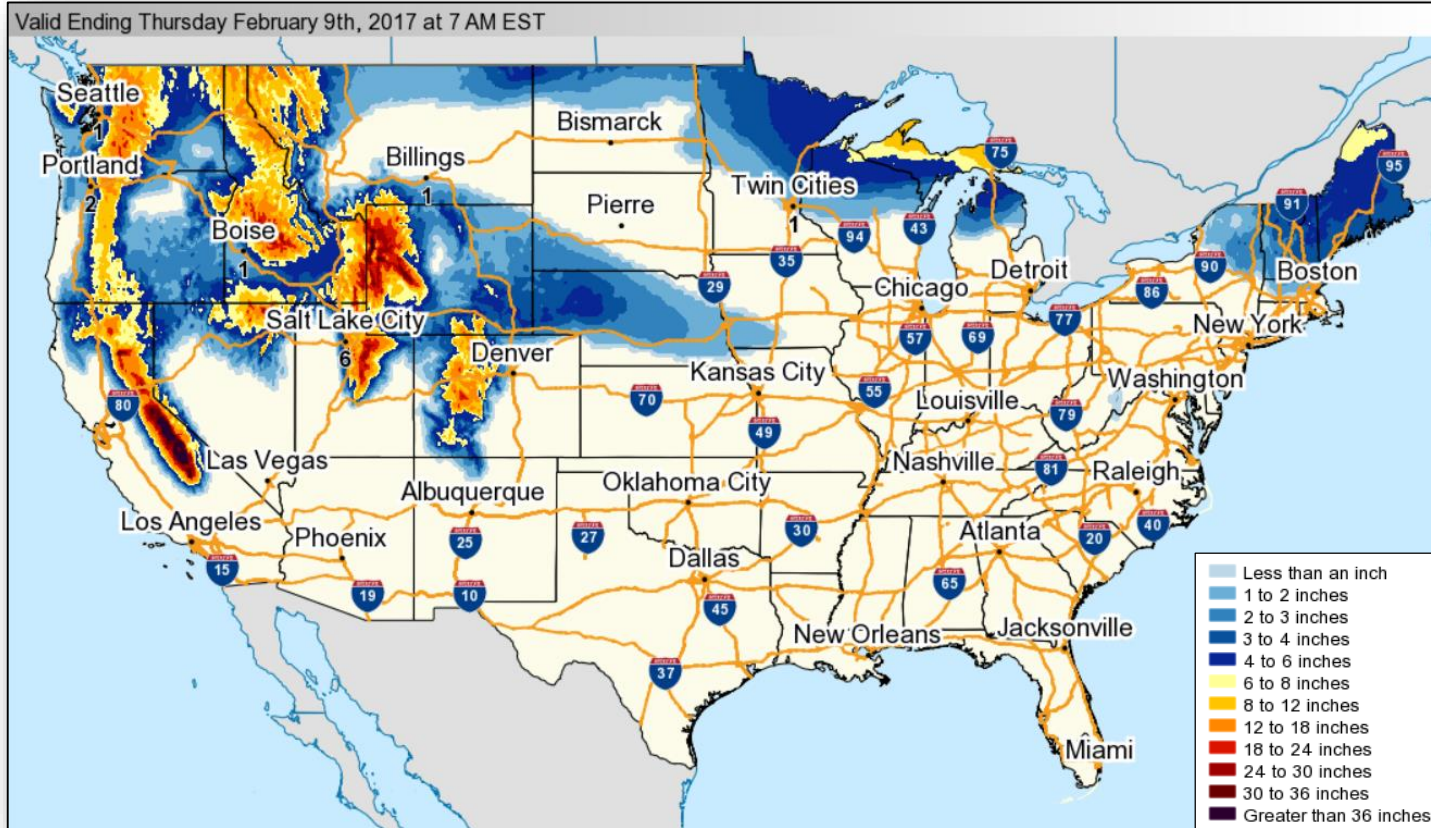 Valid Ending Thursday February 9th, 2017 at 7 AM EST
Seattle
1
Portland
2
Boise
1
Billings
1
Bismarck
Pierre
Twin Cities
1
75
95
91
94
43
35
29
90
86
Boston
Detroit
Chicago
77
New York
Salt Lake City
6
Denver
57
69
Washington
Kansas City
80
70
55
Louisville
79
49
Las Vegas
Nashville
81
Raleigh
Albuquerque
Oklahoma City
Los Angeles
Phoenix
25
27
30
Atlanta
20
40
15
Dallas
19
10
45
65
New Orleans
Jacksonville
37
Miami
Less than an inch
1 to 2 inches
2 to 3 inches
3 to 4 inches
4 to 6 inches
6 to 8 inches
8 to 12 inches
12 to 18 inches
18 to 24 inches
24 to 30 inches
30 to 36 inches
Greater than 36 inches